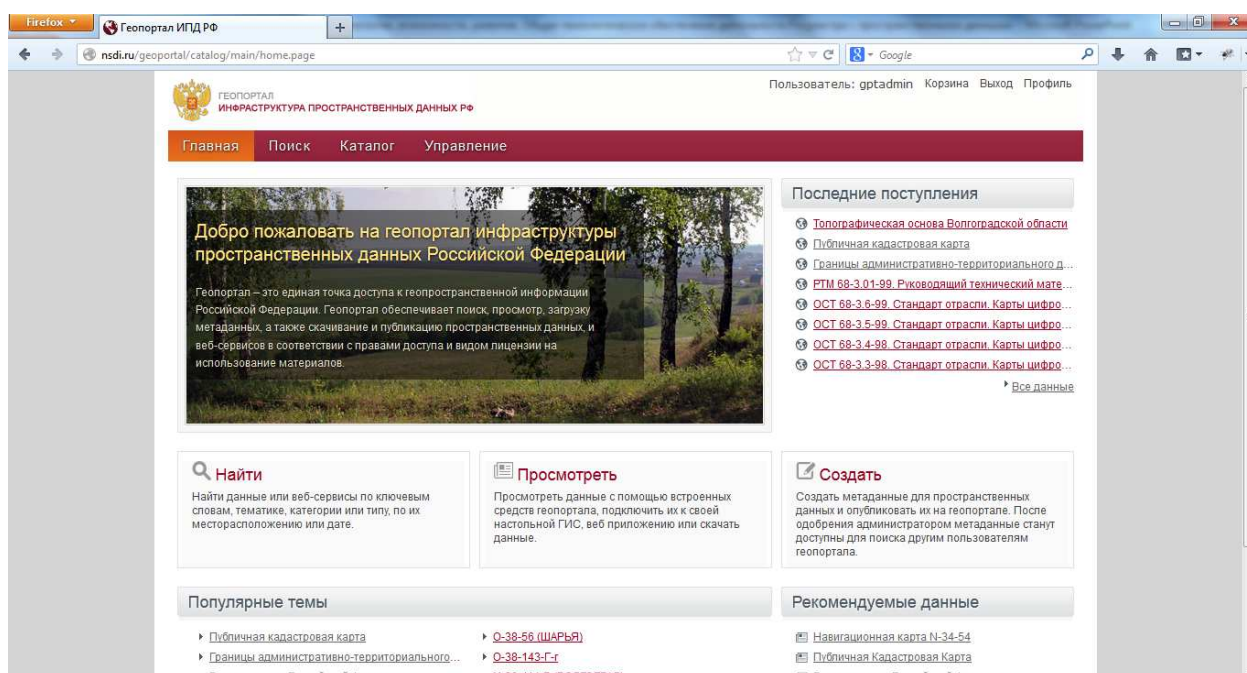 Firefox
Геопортал ИПД РФ
nsdi.ru/geoportal/catalog/main/home.page
Google
ГЕОПОРТАЛ
ИНФРАСТРУКТУРА ПРОСТРАНСТВЕННЫХ ДАННЫХ РФ
Пользователь: gptadmin Корзина Выход Профиль
Главная Поиск Каталог Управление
Добро пожаловать на геопортал инфраструктуры
пространственных данных Российской Федерации
Геопортал – это единая точка доступа к геопространственной информации
Российской Федерации. Геопортал обеспечивает поиск, просмотр, загрузку
метаданных, а также скачивание и публикацию пространственных данных, и
веб-сервисов в соответствии с правами доступа и видом лицензии на
использование материалов.
Последние поступления
Топографическая основа Волгоградской области
Публичная кадастровая карта
Границы административно-территориального д...
РТМ 68-3.01-99. Руководящий технический мате...
ОСТ 68-3.6-99. Стандарт отрасли. Карты цифро...
ОСТ 68-3.5-99. Стандарт отрасли. Карты цифро...
ОСТ 68-3.4-98. Стандарт отрасли. Карты цифро...
ОСТ 68-3.3-98. Стандарт отрасли. Карты цифро...
Все данные
Найти
Найти данные или веб-сервисы по ключевым
словам, тематике, категории или типу, по их
месторасположению или дате.
Просмотреть
Просмотреть данные с помощью встроенных
средств геопортала, подключить их к своей
настольной ГИС, веб приложению или скачать
данные.
Создать
Создать метаданные для пространственных
данных и опубликовать их на геопортале. После
одобрения администратором метаданные станут
доступны для поиска другим пользователям
геопортала.
Популярные темы
Публичная кадастровая карта
Границы административно-территориального...
О-38-56 (ШАРЬЯ)
О-38-143-Г-г
Рекомендуемые данные
Навигационная карта N-34-54
Публичная Кадастровая Карта